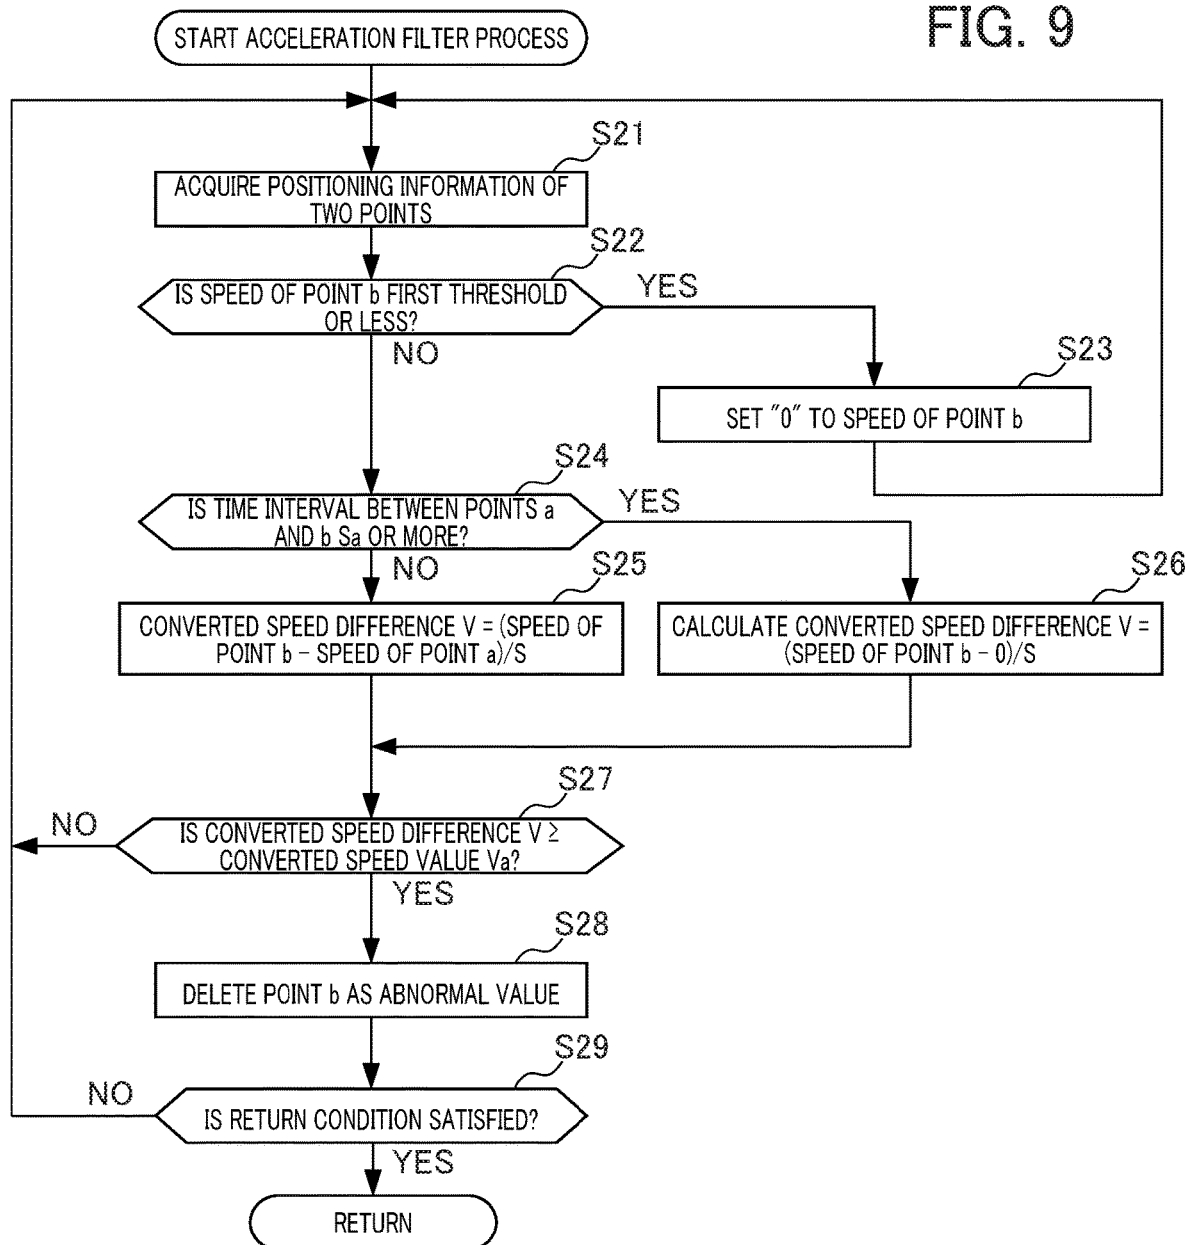 FIG. 9
START ACCELERATION FILTER PROCESS
S21
ACQUIRE POSITIONING INFORMATION OF
TWO POINTS
S22
IS SPEED OF POINT b FIRST THRESHOLD
OR LESS?
YES
NO
S23
SET "0" TO SPEED OF POINT b
S24
IS TIME INTERVAL BETWEEN POINTS a
AND b Sa OR MORE?
YES
NO
S25
CONVERTED SPEED DIFFERENCE V = (SPEED OF
POINT b - SPEED OF POINT a)/S
S26
CALCULATE CONVERTED SPEED DIFFERENCE V =
(SPEED OF POINT b - 0)/S
S27
IS CONVERTED SPEED DIFFERENCE V ≥
CONVERTED SPEED VALUE Va?
NO
YES
S28
DELETE POINT b AS ABNORMAL VALUE
S29
IS RETURN CONDITION SATISFIED?
NO
YES
RETURN